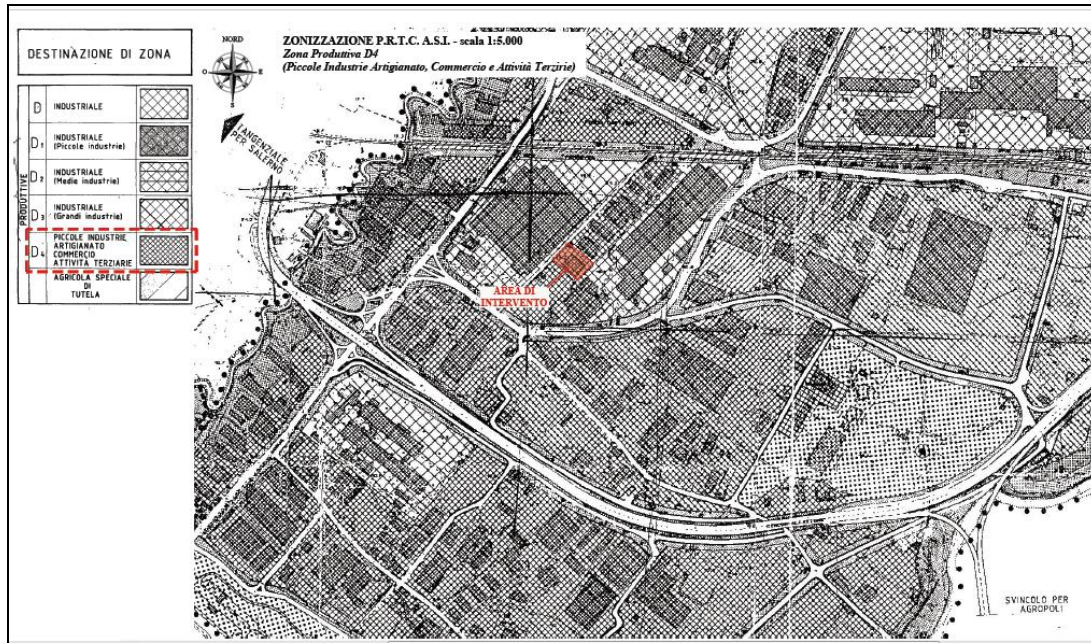 DESTINAZIONE DI ZONA
PRODUTTIVE
D INDUSTRIALE
D1 INDUSTRIALE
(Piccole industrie)
D2 INDUSTRIALE
(Medie industrie)
D3 INDUSTRIALE
(Grandi industrie)
D4 PICCOLE INDUSTRIE
ARTIGIANATO
COMMERCIO
ATTIVITÀ TERZIARIE
AGRICOLA SPECIALE
DI
TUTELA
NORD
O
E
S
ZONIZZAZIONE P.R.T.C. A.S.I. - scala 1:5.000
Zona Produttiva D4
(Piccole Industrie Artigianato, Commercio e Attività Terzirie)
TANGENZIALE
PER SALERNO
AREA DI
INTERVENTO
SVINCOLO PER
AGROPOLI